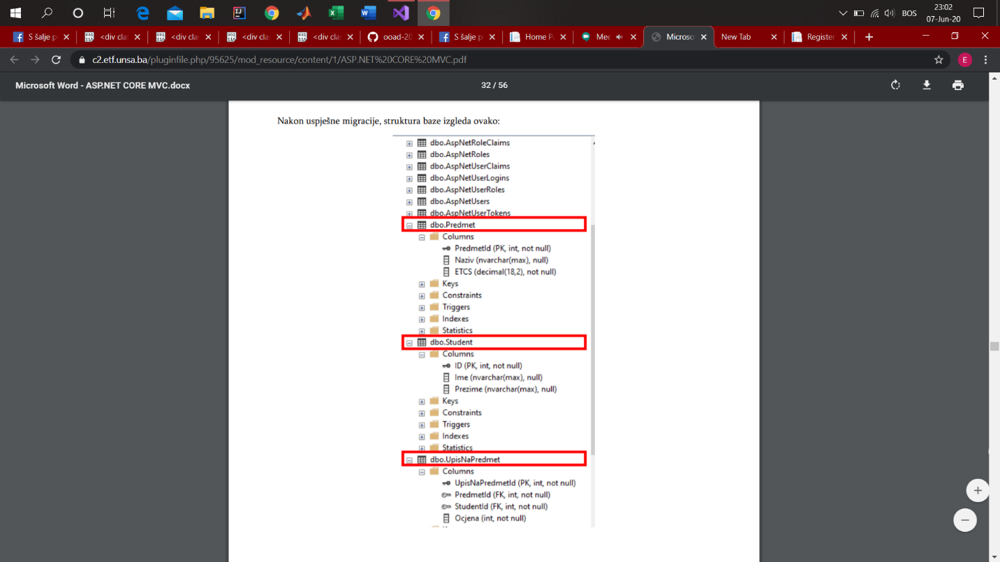 BOS
23:02
07-Jun-20
S šalje p
<div clas
<div clas
<div clas
<div clas
ooad-20
S šalje po
Home Pa
Mee
Microso
New Tab
Register
c2.etf.unsa.ba/pluginfile.php/95625/mod_resource/content/1/ASP.NET%20CORE%20MVC.pdf
E
Microsoft Word - ASP.NET CORE MVC.docx
32 / 56
Nakon uspješne migracije, struktura baze izgleda ovako:
dbo.AspNetRoleClaims
dbo.AspNetRoles
dbo.AspNetUserClaims
dbo.AspNetUserLogins
dbo.AspNetUserRoles
dbo.AspNetUsers
dbo.AspNetUserTokens
dbo.Predmet
Columns
PredmetId (PK, int, not null)
Naziv (nvarchar(max), null)
ETCS (decimal(18,2), not null)
Keys
Constraints
Triggers
Indexes
Statistics
dbo.Student
Columns
ID (PK, int, not null)
Ime (nvarchar(max), null)
Prezime (nvarchar(max), null)
Keys
Constraints
Triggers
Indexes
Statistics
dbo.UpisNaPredmet
Columns
UpisNaPredmetId (PK, int, not null)
PredmetId (FK, int, not null)
StudentId (FK, int, not null)
Ocjena (int, not null)